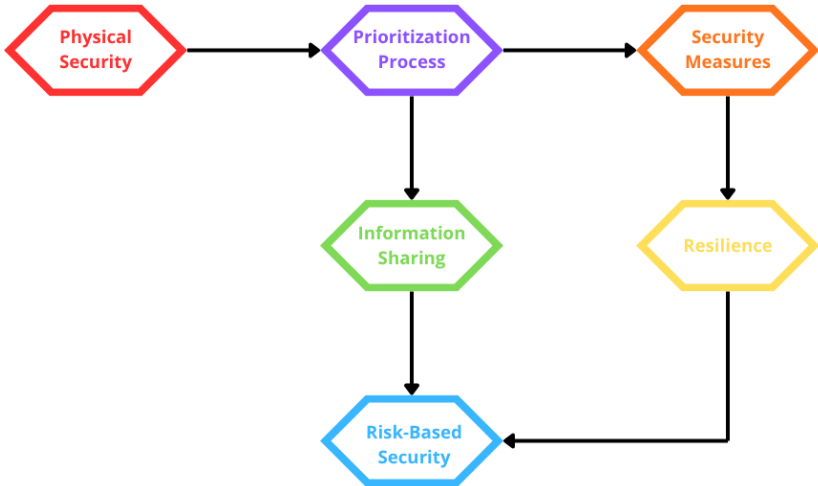 Physical
Security
Prioritization
Process
Security
Measures
Information
Sharing
Resilience
Risk-Based
Security